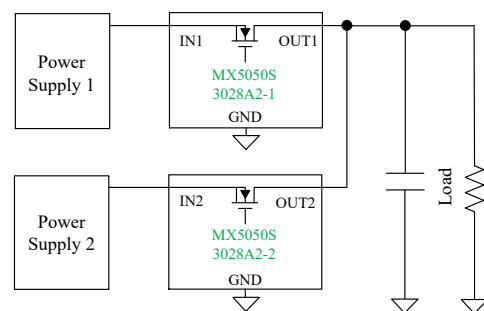 Power
Supply 1
IN1
OUT1
MX5050S
3028A2-1
GND
Power
Supply 2
IN2
OUT2
MX5050S
3028A2-2
GND
Load